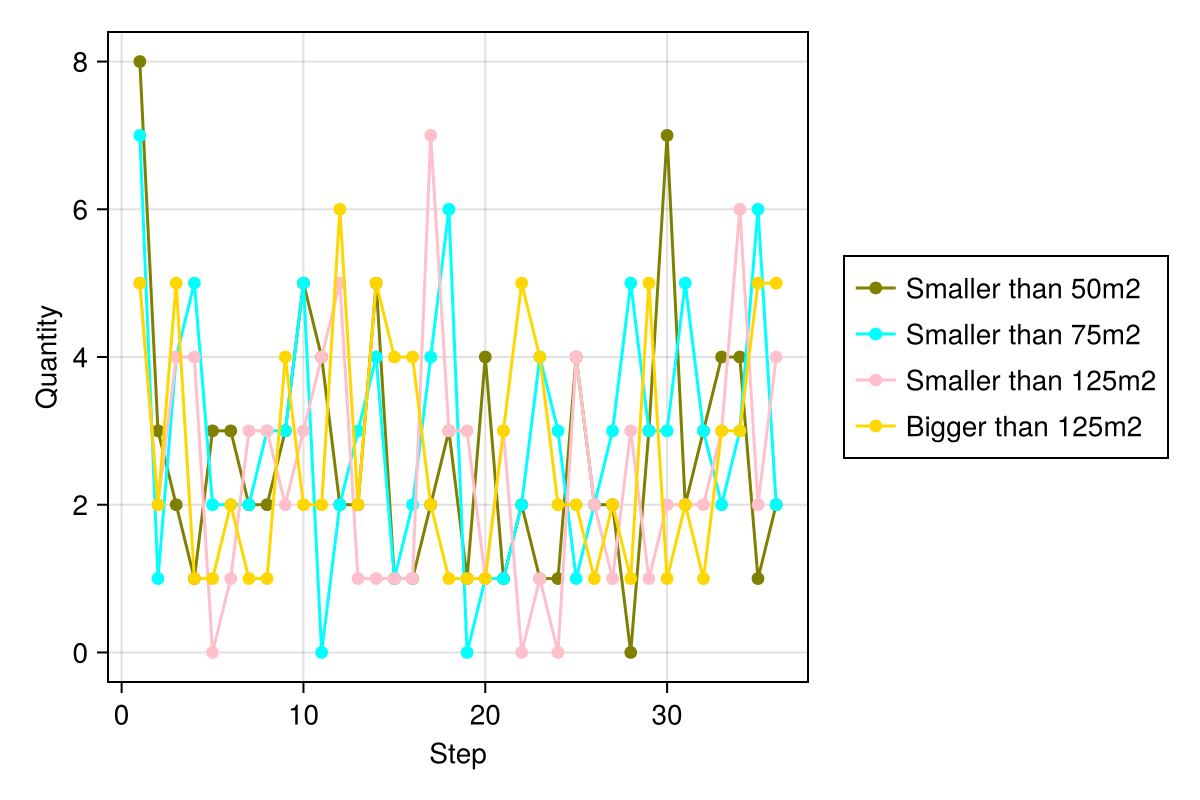 8
6
4
2
0
Quantity
0 10 20 30
Step
Smaller than 50m2
Smaller than 75m2
Smaller than 125m2
Bigger than 125m2